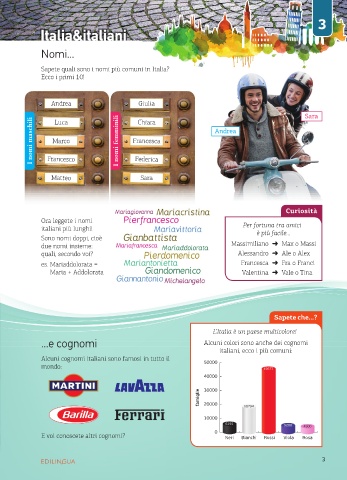 3
Italia&italiani
Nomi...
Sapete quali sono i nomi più comuni in Italia?
Ecco i primi 10!
I nomi maschili
Andrea
Luca
Marco
Francesco
Matteo
I nomi femminili
Giulia
Chiara
Francesca
Federica
Sara
Sara
Andrea
Ora leggete i nomi
italiani più lunghi!
Sono nomi doppi, cioè
due nomi insieme:
quali, secondo voi?
es. Mariaddolorata =
Maria + Addolorata
Mariagiovanna Mariacristina
Pierfrancesco
Mariavittoria
Gianbattista
Mariafrancesca Mariaddolorata
Pierdomenico
Mariantonietta
Giandomenico
Giannantonio Michelangelo
Curiosità
Per fortuna tra amici
è più facile...
Massimiliano ➜ Max o Massi
Alessandro ➜ Ale o Alex
Francesca ➜ Fra o Franci
Valentina ➜ Vale o Tina
...e cognomi
Alcuni cognomi italiani sono famosi in tutto il
mondo:
MARTINI
LAVAZZA
Barilla
Ferrari
E voi conoscete altri cognomi?
Sapete che...?
L'Italia è un paese multicolore!
Alcuni colori sono anche dei cognomi
italiani, ecco i più comuni:
famiglie
50000
40000
30000
20000
10000
0
Neri Bianchi Rossi Viola Rosa
EDILINGUA
3